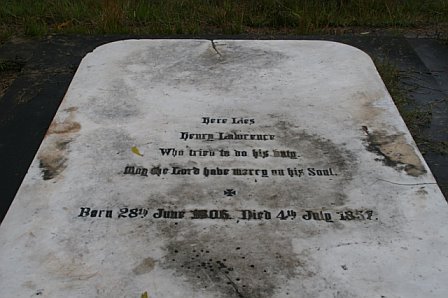 Here Lies
Henry Lawrence
Who tried to do his duty.
May the Lord have mercy on his Soul.
Born 28th June 1806. Died 4th July 1857.